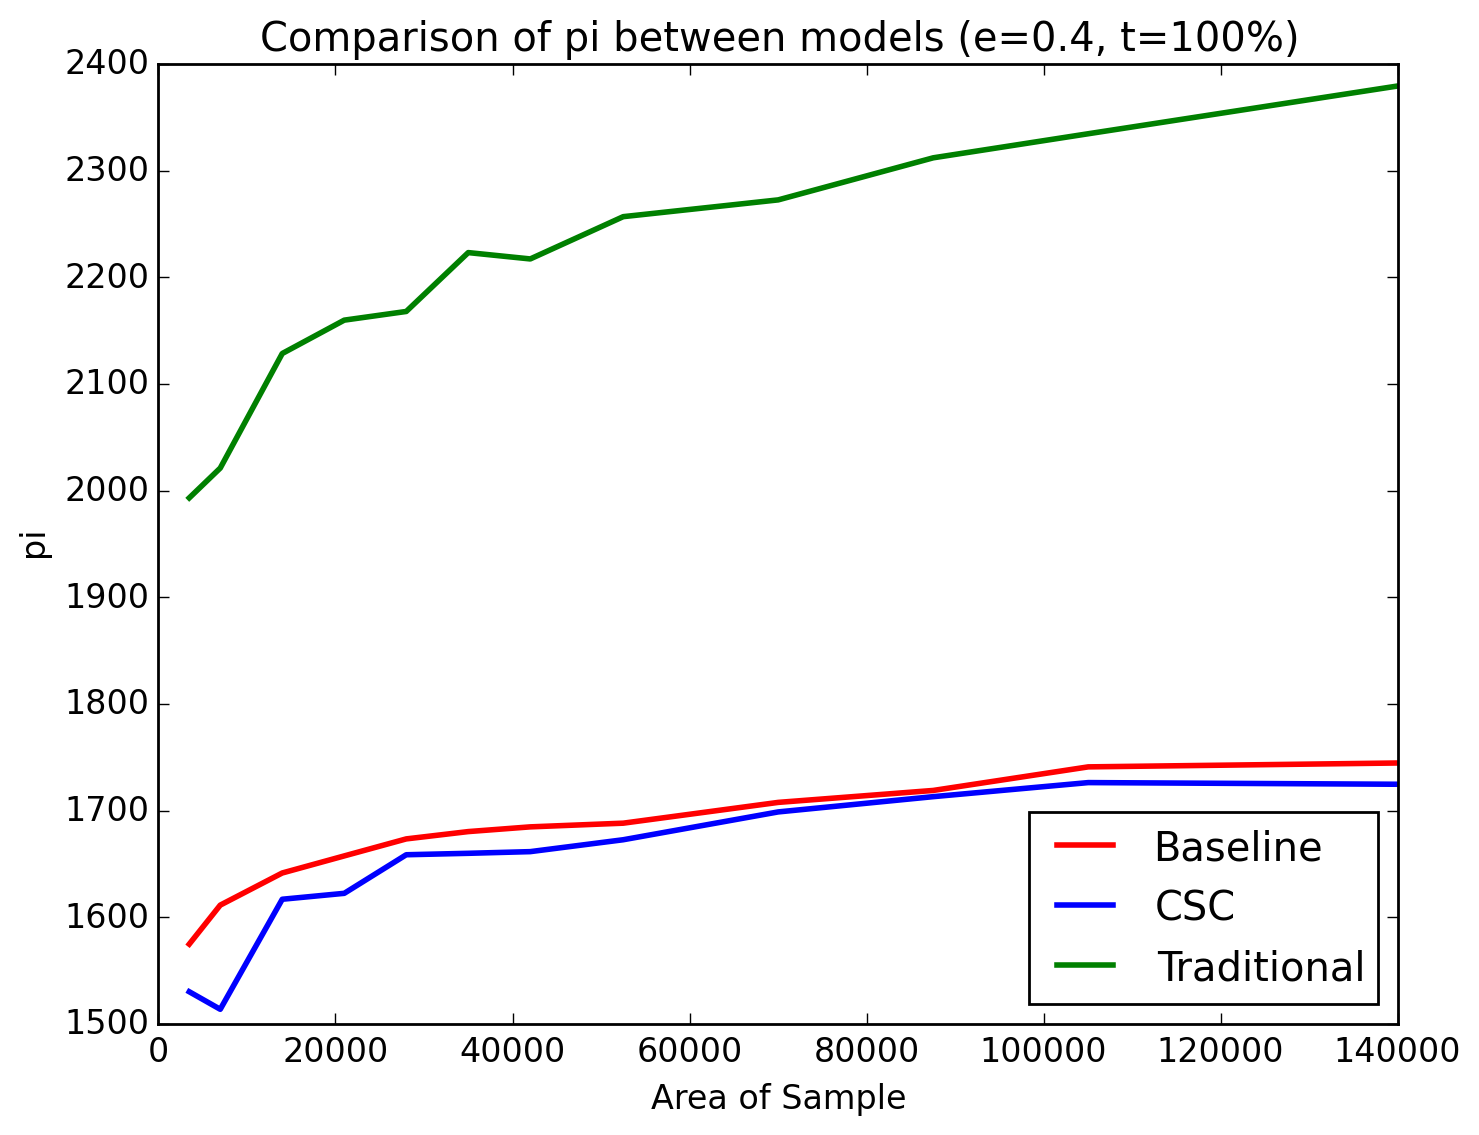 Comparison of pi between models (e=0.4, t=100%)
2400
2300
2200
2100
2000
1900
1800
1700
1600
1500
pi
0 20000 40000 60000 80000 100000 120000 140000
Area of Sample
Baseline
CSC
Traditional